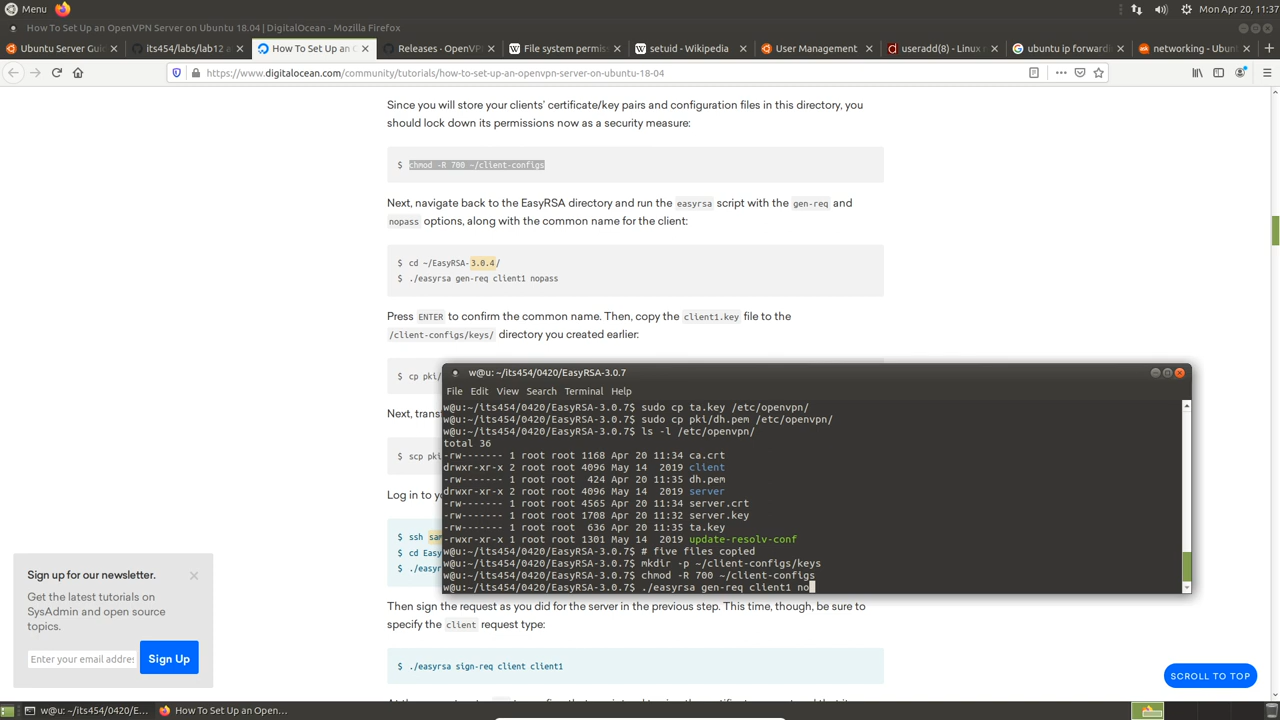 Menu
Mon Apr 20, 11:37
How To Set Up an OpenVPN Server on Ubuntu 18.04 | DigitalOcean - Mozilla Firefox
Ubuntu Server Gui
its454/labs/lab12
How To Set Up an O
Releases - OpenVP
File system permis
setuid - Wikipedia
User Management
useradd(8) - Linux m
ubuntu ip forwardi
networking - Ubunt
https://www.digitalocean.com/community/tutorials/how-to-set-up-an-openvpn-server-on-ubuntu-18-04
Since you will store your clients' certificate/key pairs and configuration files in this directory, you
should lock down its permissions now as a security measure:
$ chmod -R 700 ~/client-configs
Next, navigate back to the EasyRSA directory and run the easyrsa script with the gen-req and
nopass options, along with the common name for the client:
$ cd ~/EasyRSA-3.0.4/
$ ./easyrsa gen-req client1 nopass
Press ENTER to confirm the common name. Then, copy the client1.key file to the
/client-configs/keys/ directory you created earlier:
$ cp pki/
Next, transf
$ scp pki/
Log in to yo
$ ssh sam
$ cd Easy
$ ./easy
w@u: ~/its454/0420/EasyRSA-3.0.7
File Edit View Search Terminal Help
w@u:~/its454/0420/EasyRSA-3.0.7$ sudo cp ta.key /etc/openvpn/
w@u:~/its454/0420/EasyRSA-3.0.7$ sudo cp pki/dh.pem /etc/openvpn/
w@u:~/its454/0420/EasyRSA-3.0.7$ ls -l /etc/openvpn/
total 36
-rw------- 1 root root 1168 Apr 20 11:34 ca.crt
drwxr-xr-x 2 root root 4096 May 14  2019 client
-rw------- 1 root root  424 Apr 20 11:35 dh.pem
drwxr-xr-x 2 root root 4096 May 14  2019 server
-rw------- 1 root root 4565 Apr 20 11:34 server.crt
-rw------- 1 root root 1708 Apr 20 11:32 server.key
-rw------- 1 root root  636 Apr 20 11:35 ta.key
-rwxr-xr-x 1 root root 1301 May 14  2019 update-resolv-conf
w@u:~/its454/0420/EasyRSA-3.0.7$ # five files copied
w@u:~/its454/0420/EasyRSA-3.0.7$ mkdir -p ~/client-configs/keys
w@u:~/its454/0420/EasyRSA-3.0.7$ chmod -R 700 ~/client-configs
w@u:~/its454/0420/EasyRSA-3.0.7$ ./easyrsa gen-req client1 no
Then sign the request as you did for the server in the previous step. This time, though, be sure to
specify the client request type:
$ ./easyrsa sign-req client client1
Sign up for our newsletter.
Get the latest tutorials on
SysAdmin and open source
topics.
Enter your email addres
Sign Up
SCROLL TO TOP
w@u: ~/its454/0420/E...
How To Set Up an Open...